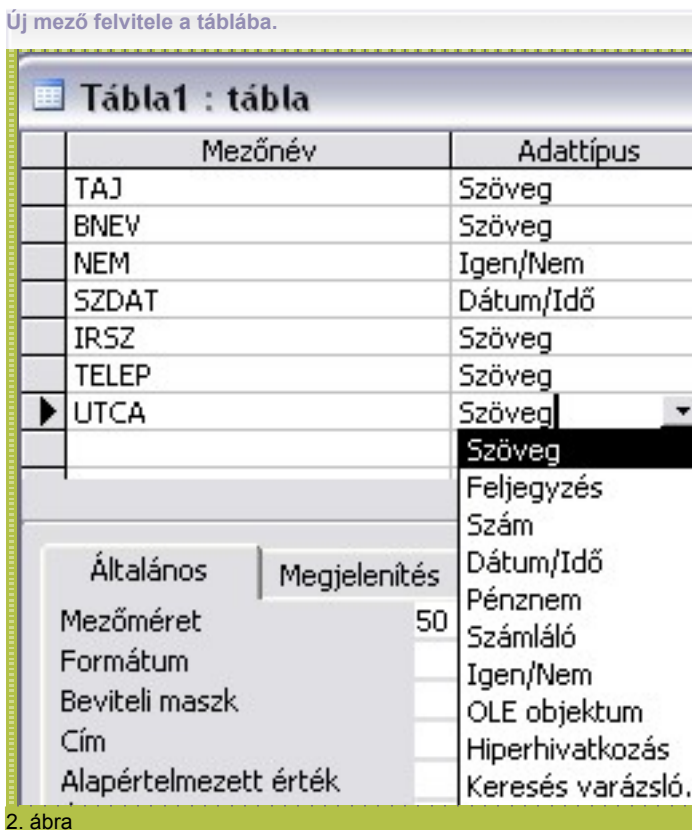 Új mező felvitele a táblába.
Tábla1 : tábla
Mezőnév Adattípus
TAJ Szöveg
BNEV Szöveg
NEM Igen/Nem
SZDAT Dátum/Idő
IRSZ Szöveg
TELEP Szöveg
UTCA Szöveg
Szöveg
Feljegyzés
Szám
Dátum/Idő
Pénznem
Számláló
Igen/Nem
OLE objektum
Hiperhivatkozás
Keresés varázsló.
Általános Megjelenítés
Mezőméret 50
Formátum
Beviteli maszk
Cím
Alapértelmezett érték
2. ábra